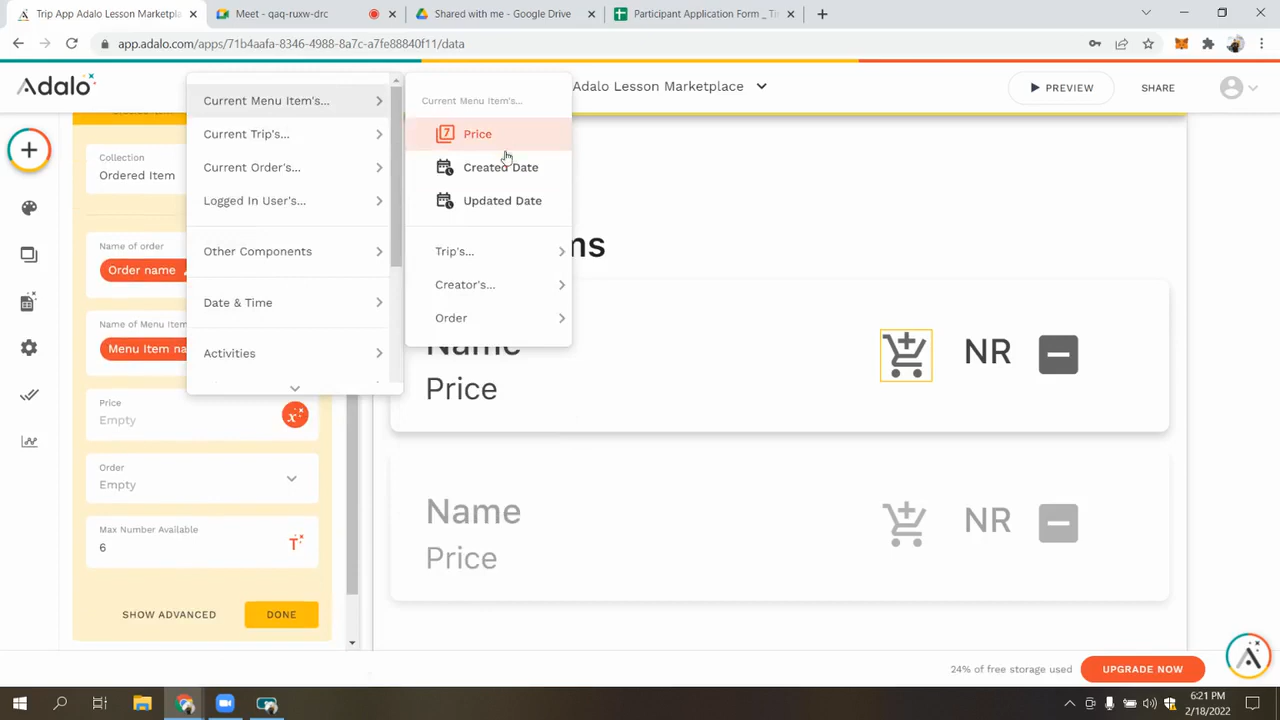 Trip App Adalo Lesson Marketpla
Meet - qaq-ruxw-drc
Shared with me - Google Drive
Participant Application Form _ Tr
app.adalo.com/apps/71b4aafa-8346-4988-8a7c-a7fe88840f11/data
Adalo
Adalo Lesson Marketplace
PREVIEW
SHARE
Collection
Ordered Item
Name of order
Order name
Name of Menu Item
Menu Item na
Price
Empty
Order
Empty
Max Number Available
6
SHOW ADVANCED
DONE
Current Menu Item's...
Current Trip's...
Current Order's...
Logged In User's...
Other Components
Date & Time
Activities
Current Menu Item's...
Price
Created Date
Updated Date
Trip's...
Creator's...
Order
ms
Name
Price
NR
Name
Price
NR
24% of free storage used
UPGRADE NOW
6:21 PM
2/18/2022